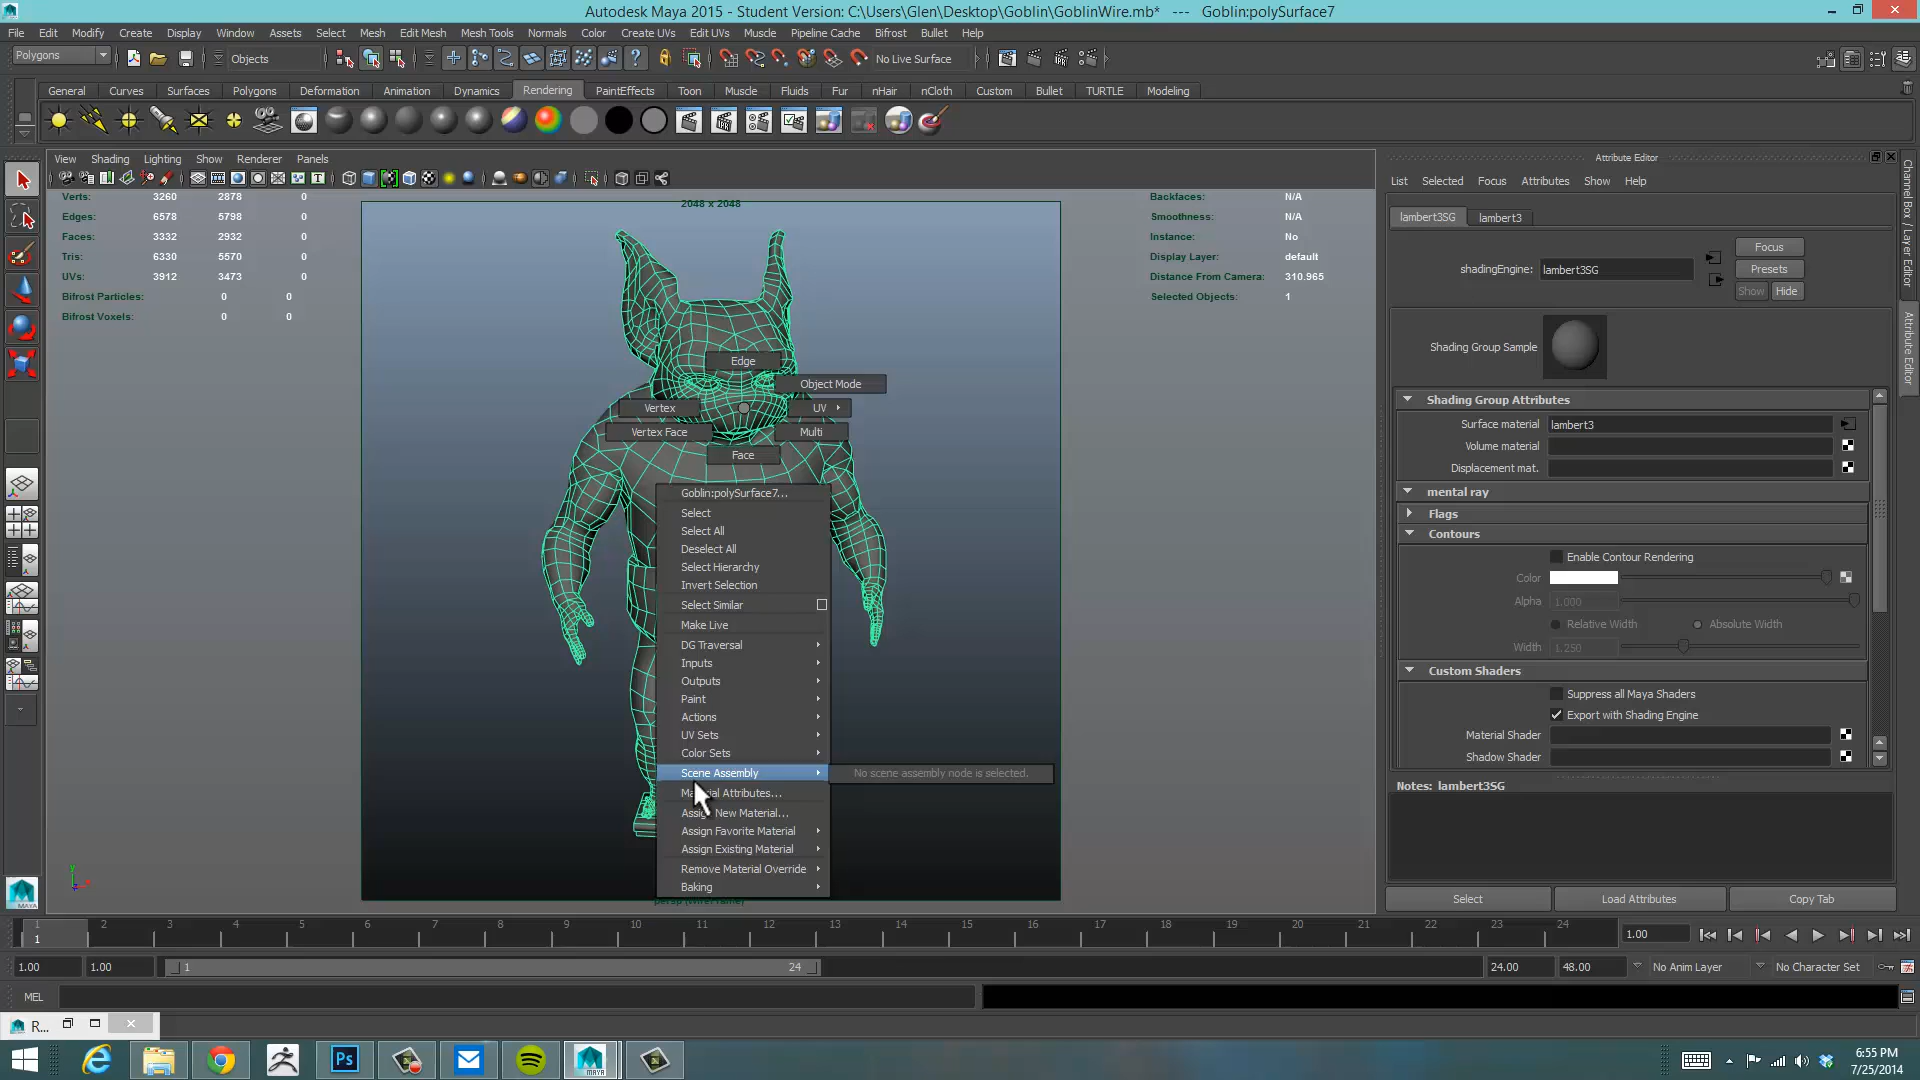 Autodesk Maya 2015 - Student Version: C:\Users\Glen\Desktop\Goblin\GoblinWire.mb*   ---   Goblin:polySurface7
File Edit Modify Create Display Window Assets Select Mesh Edit Mesh Mesh Tools Normals Color Create UVs Edit UVs Muscle Pipeline Cache Bifrost Bullet Help
Polygons Objects No Live Surface
General Curves Surfaces Polygons Deformation Animation Dynamics Rendering PaintEffects Toon Muscle Fluids Fur nHair nCloth Custom Bullet TURTLE Modeling
View Shading Lighting Show Renderer Panels
Verts: 3260 2878 0
Edges: 6578 5798 0
Faces: 3332 2932 0
Tris: 6330 5570 0
UVs: 3912 3473 0
Bifrost Particles: 0 0
Bifrost Voxels: 0 0
2048 x 2048
Backfaces: N/A
Smoothness: N/A
Instance: No
Display Layer: default
Distance From Camera: 310.965
Selected Objects: 1
Edge
Object Mode
Vertex UV
Vertex Face Multi
Face
Goblin:polySurface7...
Select
Select All
Deselect All
Select Hierarchy
Invert Selection
Select Similar
Make Live
DG Traversal
Inputs
Outputs
Paint
Actions
UV Sets
Color Sets
Scene Assembly No scene assembly node is selected.
Attributes...
New Material...
Assign Favorite Material
Assign Existing Material
Remove Material Override
Baking
Attribute Editor
List Selected Focus Attributes Show Help
lambert3SG lambert3
Focus
shadingEngine: lambert3SG Presets
Show Hide
Shading Group Sample
Shading Group Attributes
Surface material lambert3
Volume material
Displacement mat.
mental ray
Flags
Contours
Enable Contour Rendering
Color
Alpha 1.000
Relative Width Absolute Width
Width 1.250
Custom Shaders
Suppress all Maya Shaders
Export with Shading Engine
Material Shader
Shadow Shader
Notes: lambert3SG
Select Load Attributes Copy Tab
Channel Box / Layer Editor
Attribute Editor
1 2 3 4 5 6 7 8 9 10 11 12 13 14 15 16 17 18 19 20 21 22 23 24
1 1.00
1.00 1.00 1 24 24.00 48.00 No Anim Layer No Character Set
MEL
R...
Ps
MAYA
6:55 PM
7/25/2014